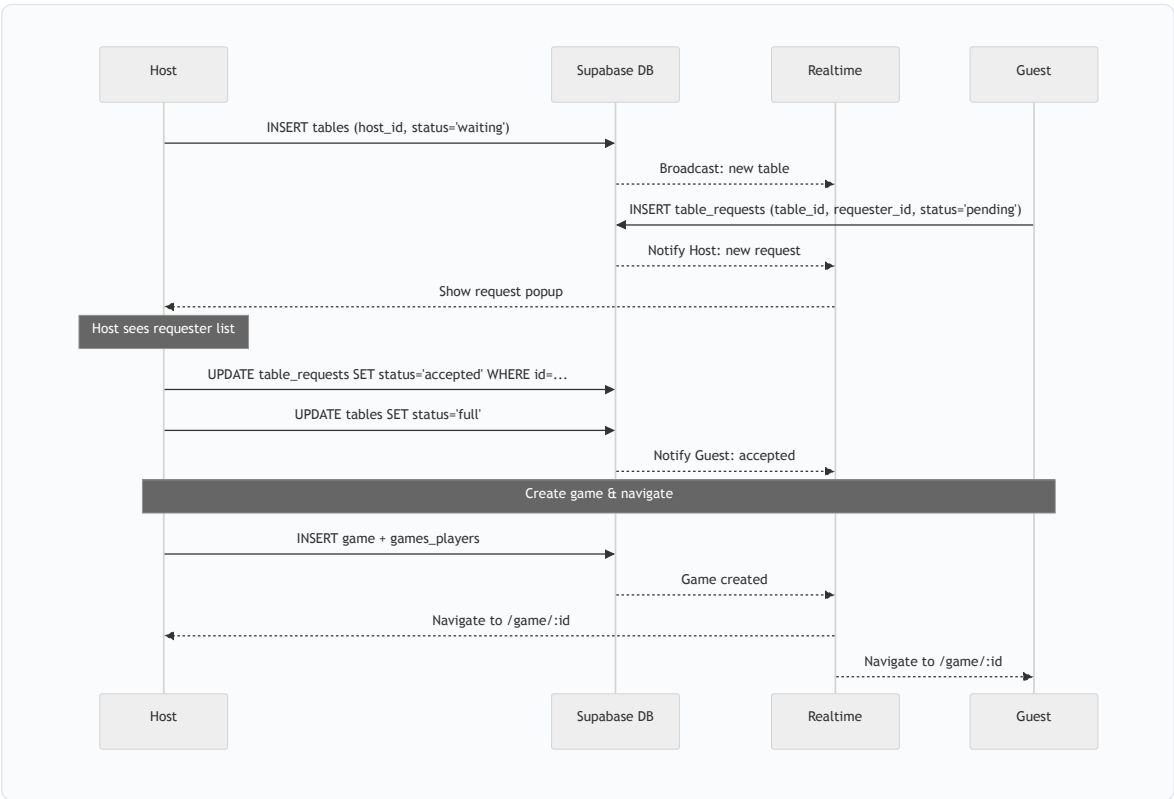 Host
Supabase DB
Realtime
Guest
INSERT tables (host_id, status='waiting')
Broadcast: new table
INSERT table_requests (table_id, requester_id, status='pending')
Notify Host: new request
Show request popup
Host sees requester list
UPDATE table_requests SET status='accepted' WHERE id=...
UPDATE tables SET status='full'
Notify Guest: accepted
Create game & navigate
INSERT game + games_players
Game created
Navigate to /game/:id
Navigate to /game/:id
Host
Supabase DB
Realtime
Guest